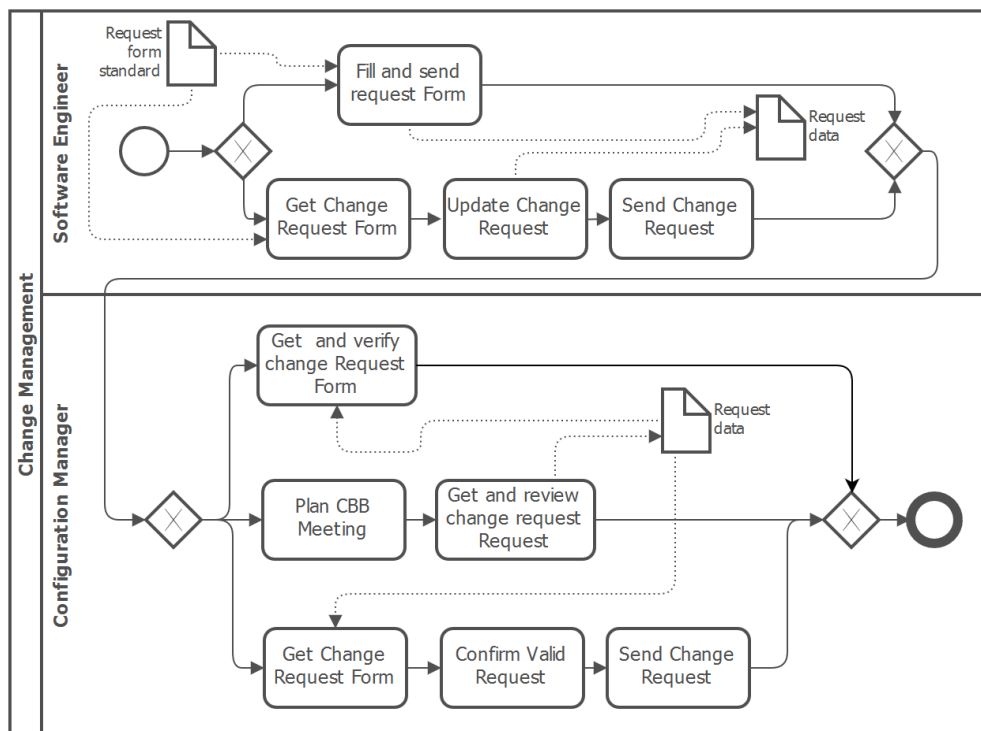 Change Management
Software Engineer
Request
form
standard
Fill and send
request Form
Request
data
Get Change
Request Form
Update Change
Request
Send Change
Request
Configuration Manager
Get  and verify
change Request
Form
Request
data
Plan CBB
Meeting
Get and review
change request
Request
Get Change
Request Form
Confirm Valid
Request
Send Change
Request